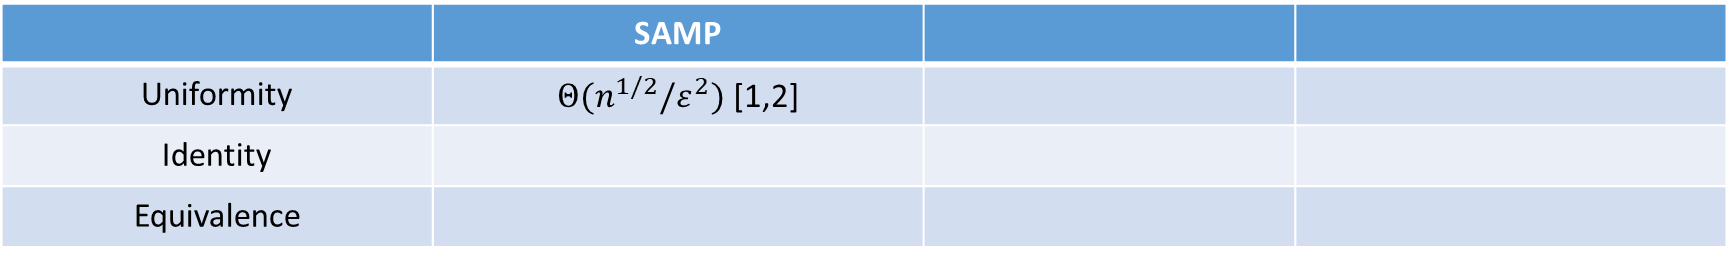 SAMP
Uniformity Θ(n^{1/2}/ε^2) [1,2]
Identity
Equivalence